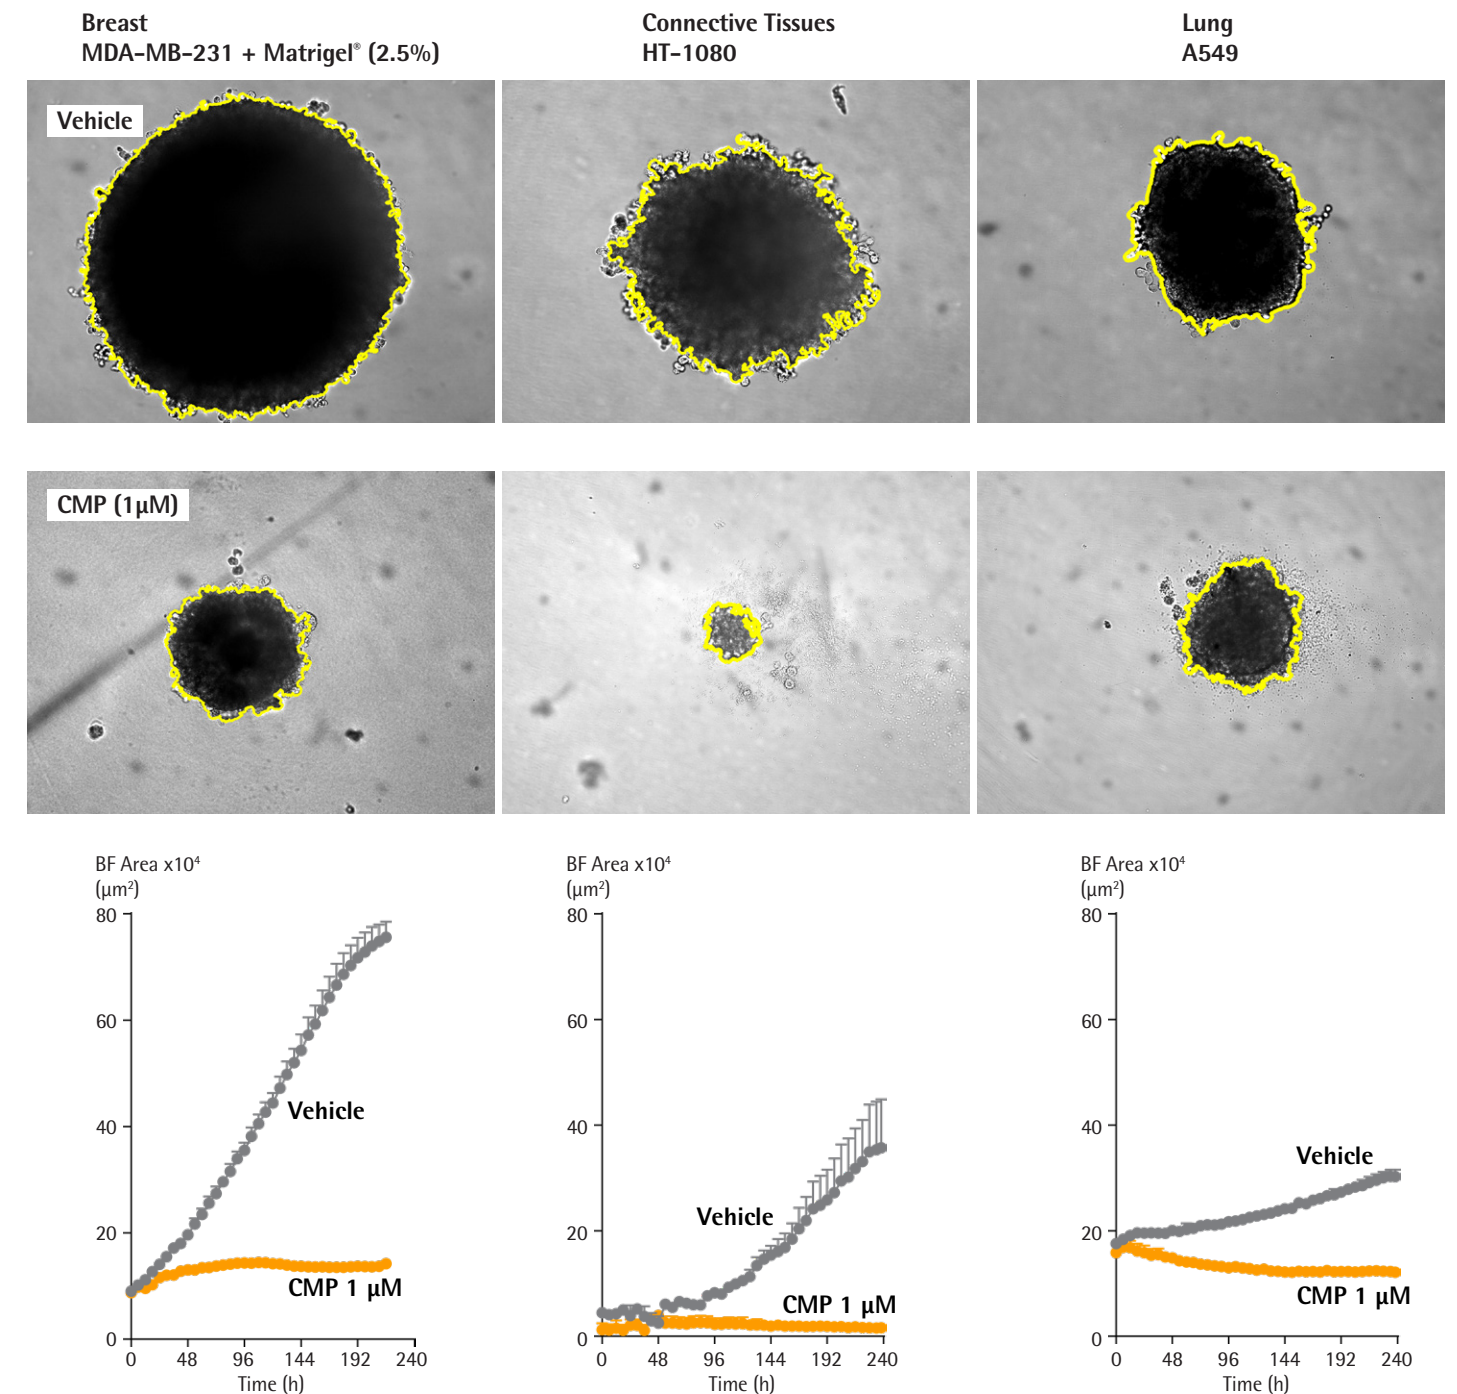 Breast
MDA-MB-231 + Matrigel® (2.5%)
Connective Tissues
HT-1080
Lung
A549
Vehicle
CMP (1μM)
BF Area x10⁴
(μm²)
80
60
40
20
0
Vehicle
CMP 1 μM
0 48 96 144 192 240
Time (h)
BF Area x10⁴
(μm²)
80
60
40
20
0
Vehicle
CMP 1 μM
0 48 96 144 192 240
Time (h)
BF Area x10⁴
(μm²)
80
60
40
20
0
Vehicle
CMP 1 μM
0 48 96 144 192 240
Time (h)